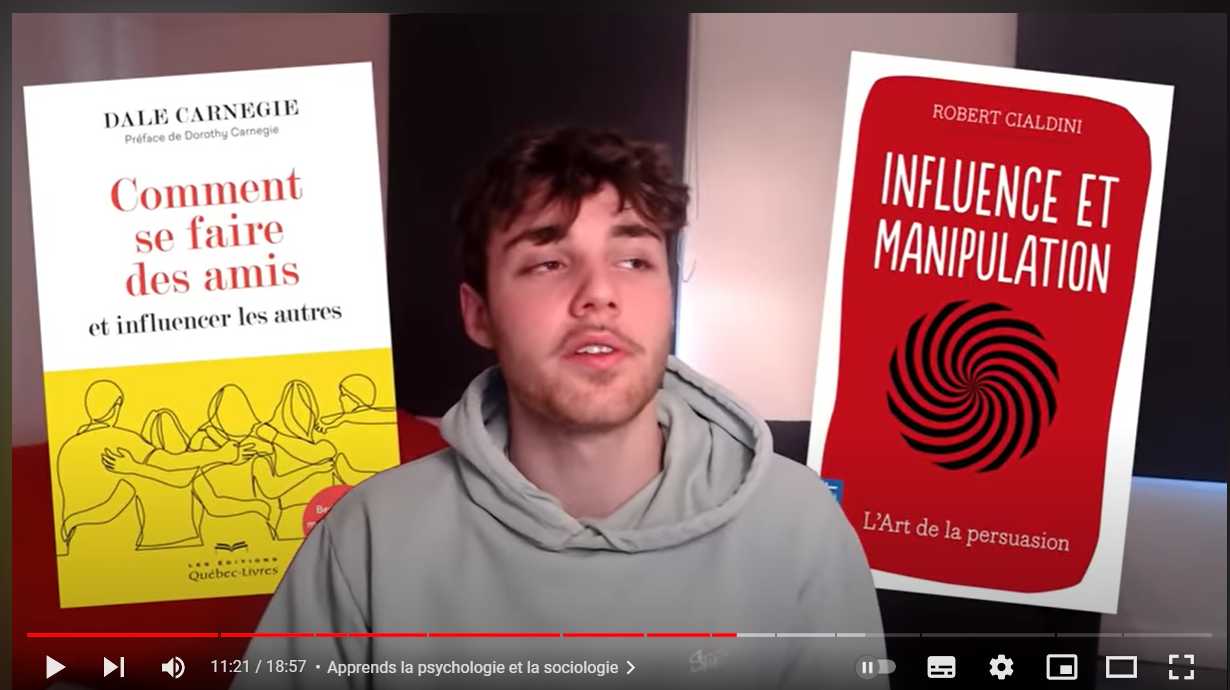 DALE CARNEGIE
Préface de Dorothy Carnegie
Comment
se faire
des amis
et influencer les autres
LES ÉDITIONS
Québec-Livres
ROBERT CIALDINI
INFLUENCE ET
MANIPULATION
L'Art de la persuasion
11:21 / 18:57 • Apprends la psychologie et la sociologie